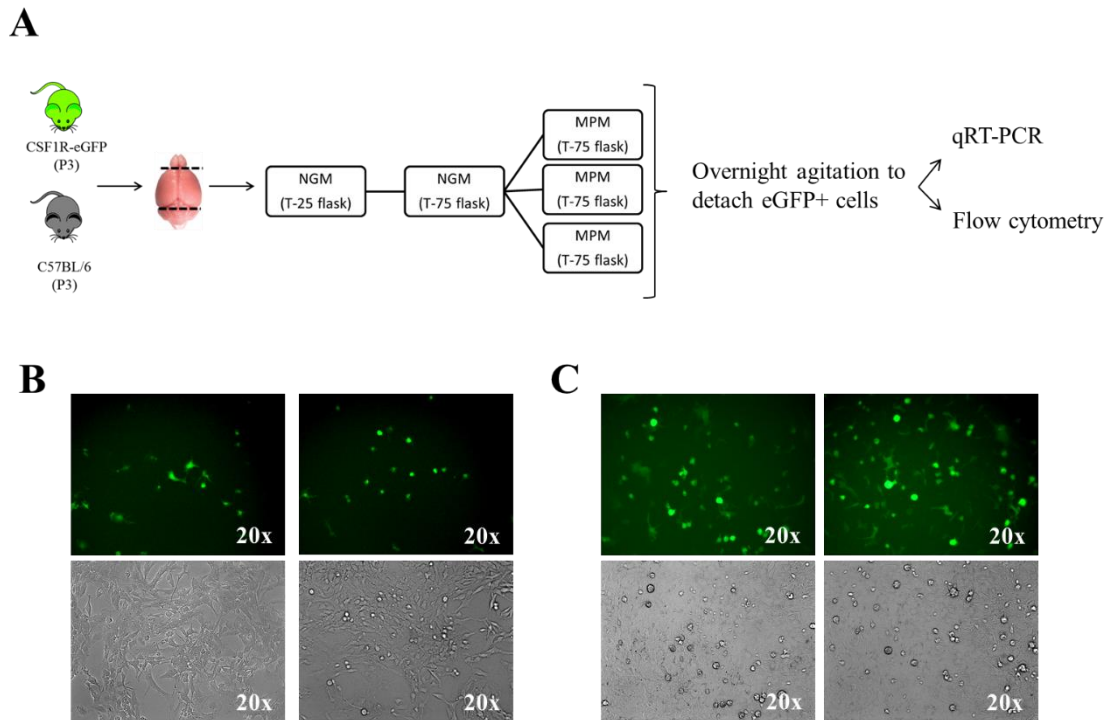 A
CSF1R-eGFP
(P3)
C57BL/6
(P3)
NGM
(T-25 flask)
NGM
(T-75 flask)
MPM
(T-75 flask)
MPM
(T-75 flask)
MPM
(T-75 flask)
Overnight agitation to
detach eGFP+ cells
qRT-PCR
Flow cytometry
B
20x
20x
20x
20x
C
20x
20x
20x
20x